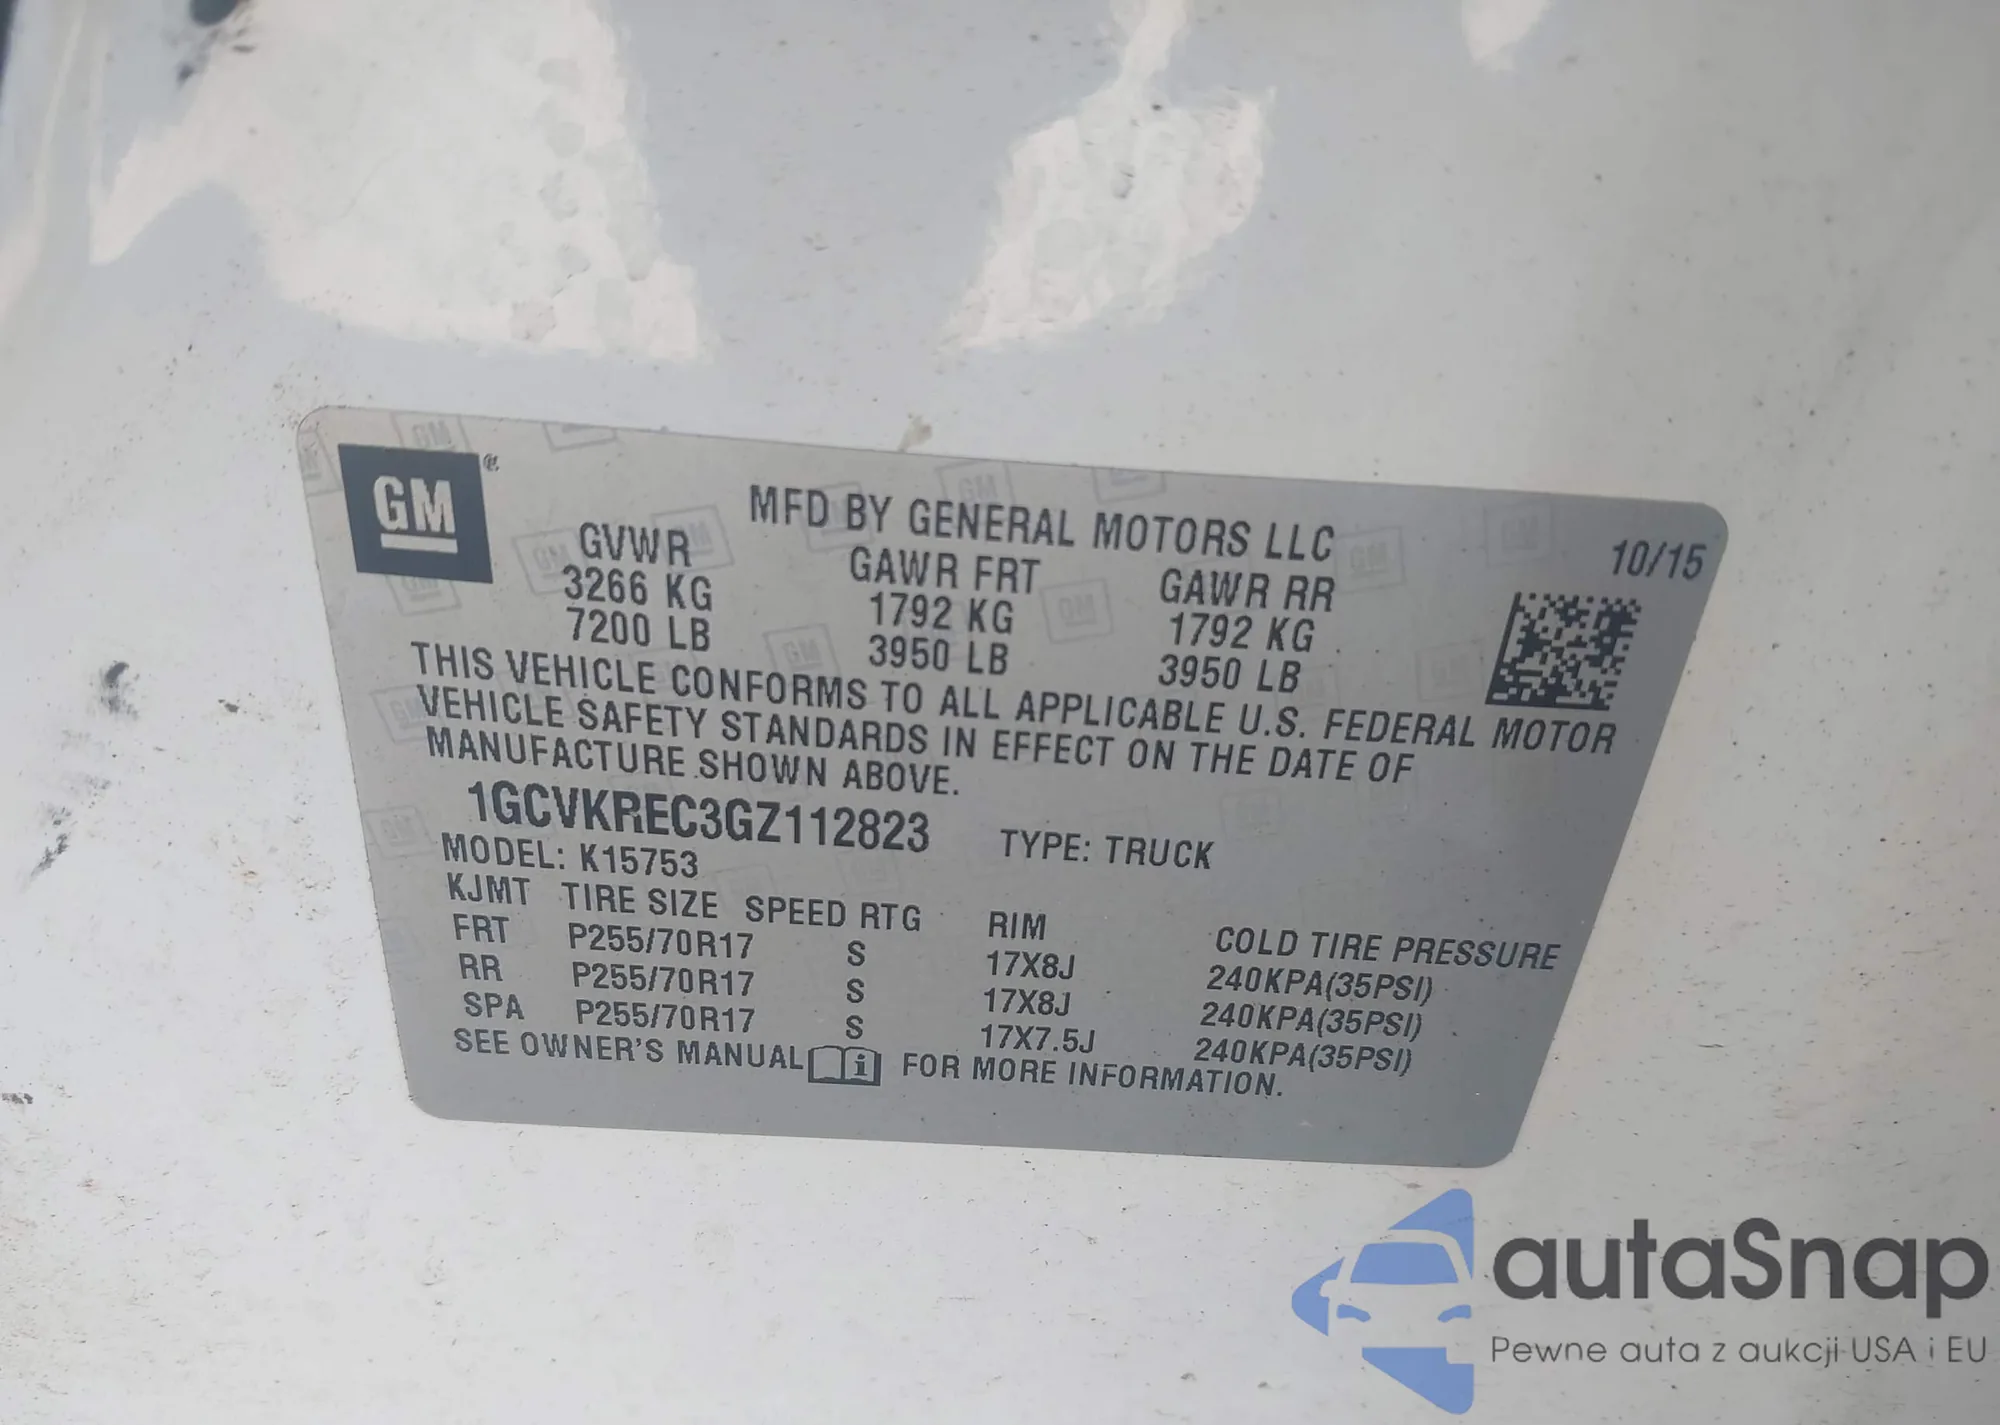 GM ®
MFD BY GENERAL MOTORS LLC
10/15
GVWR GAWR FRT GAWR RR
3266 KG 1792 KG 1792 KG
7200 LB 3950 LB 3950 LB
THIS VEHICLE CONFORMS TO ALL APPLICABLE U.S. FEDERAL MOTOR
VEHICLE SAFETY STANDARDS IN EFFECT ON THE DATE OF
MANUFACTURE SHOWN ABOVE.
1GCVKREC3GZ112823 TYPE: TRUCK
MODEL: K15753
KJMT TIRE SIZE SPEED RTG RIM COLD TIRE PRESSURE
FRT P255/70R17 S 17X8J 240KPA(35PSI)
RR P255/70R17 S 17X8J 240KPA(35PSI)
SPA P255/70R17 S 17X7.5J 240KPA(35PSI)
SEE OWNER'S MANUAL i FOR MORE INFORMATION.
autaSnap
Pewne auta z aukcji USA i EU